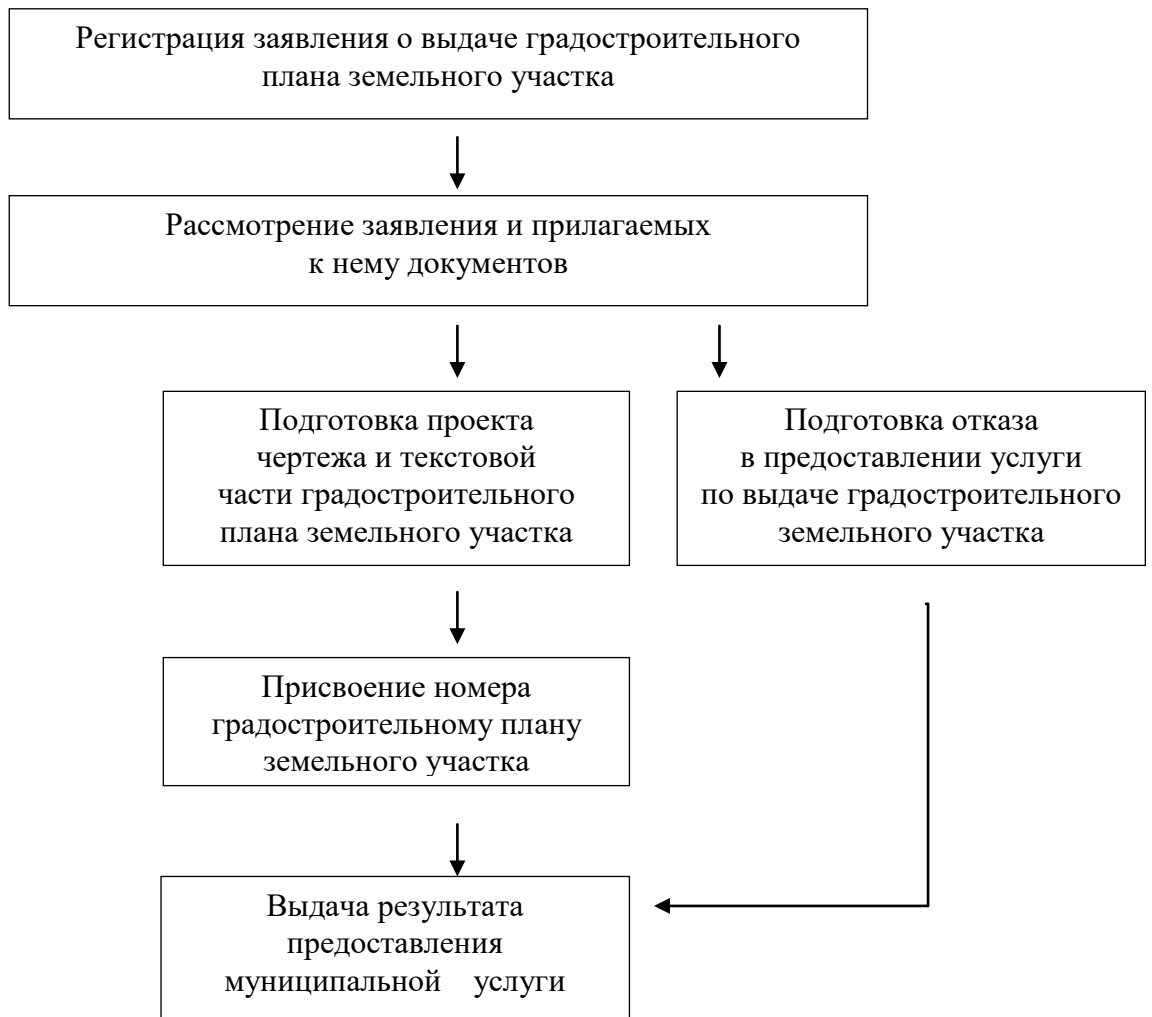 Регистрация заявления о выдаче градостроительного
плана земельного участка
Рассмотрение заявления и прилагаемых
к нему документов
Подготовка проекта
чертежа и текстовой
части градостроительного
плана земельного участка
Подготовка отказа
в предоставлении услуги
по выдаче градостроительного
земельного участка
Присвоение номера
градостроительному плану
земельного участка
Выдача результата
предоставления
муниципальной услуги